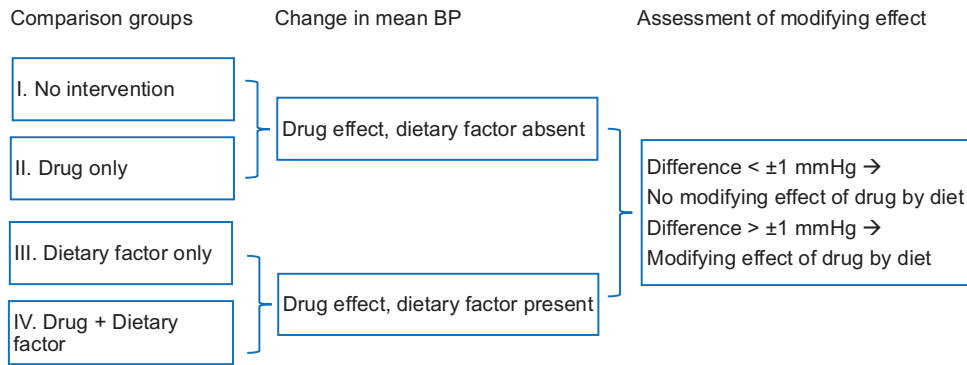 Comparison groups
Change in mean BP
Assessment of modifying effect
I. No intervention
II. Drug only
III. Dietary factor only
IV. Drug + Dietary
factor
Drug effect, dietary factor absent
Drug effect, dietary factor present
Difference < ±1 mmHg →
No modifying effect of drug by diet
Difference > ±1 mmHg →
Modifying effect of drug by diet